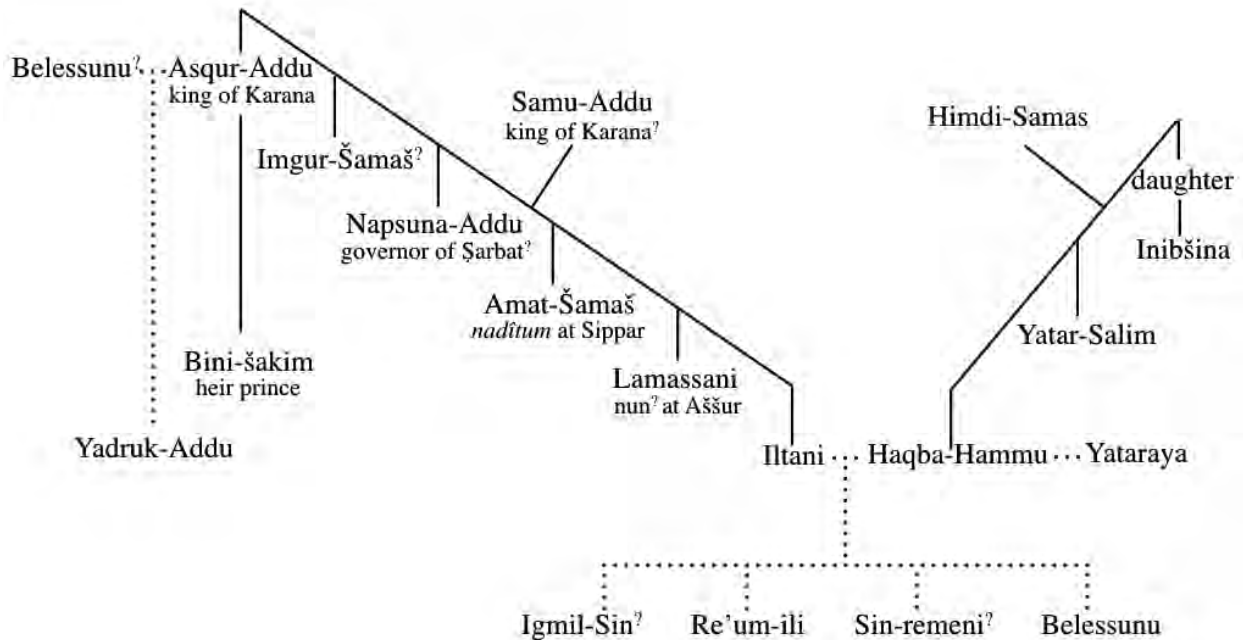 Belessunu? Asqur-Addu
king of Karana
Samu-Addu
king of Karana?
Himdi-Samas
Imgur-Šamaš?
daughter
Napsuna-Addu
governor of Ṣarbat?
Inibšina
Amat-Šamaš
nadîtum at Sippar
Yatar-Salim
Bini-šakim
heir prince
Lamassani
nun? at Aššur
Yadruk-Addu
Iltani Haqba-Hammu Yataraya
Igmil-Sin? Re’um-ili Sin-remeni? Belessunu